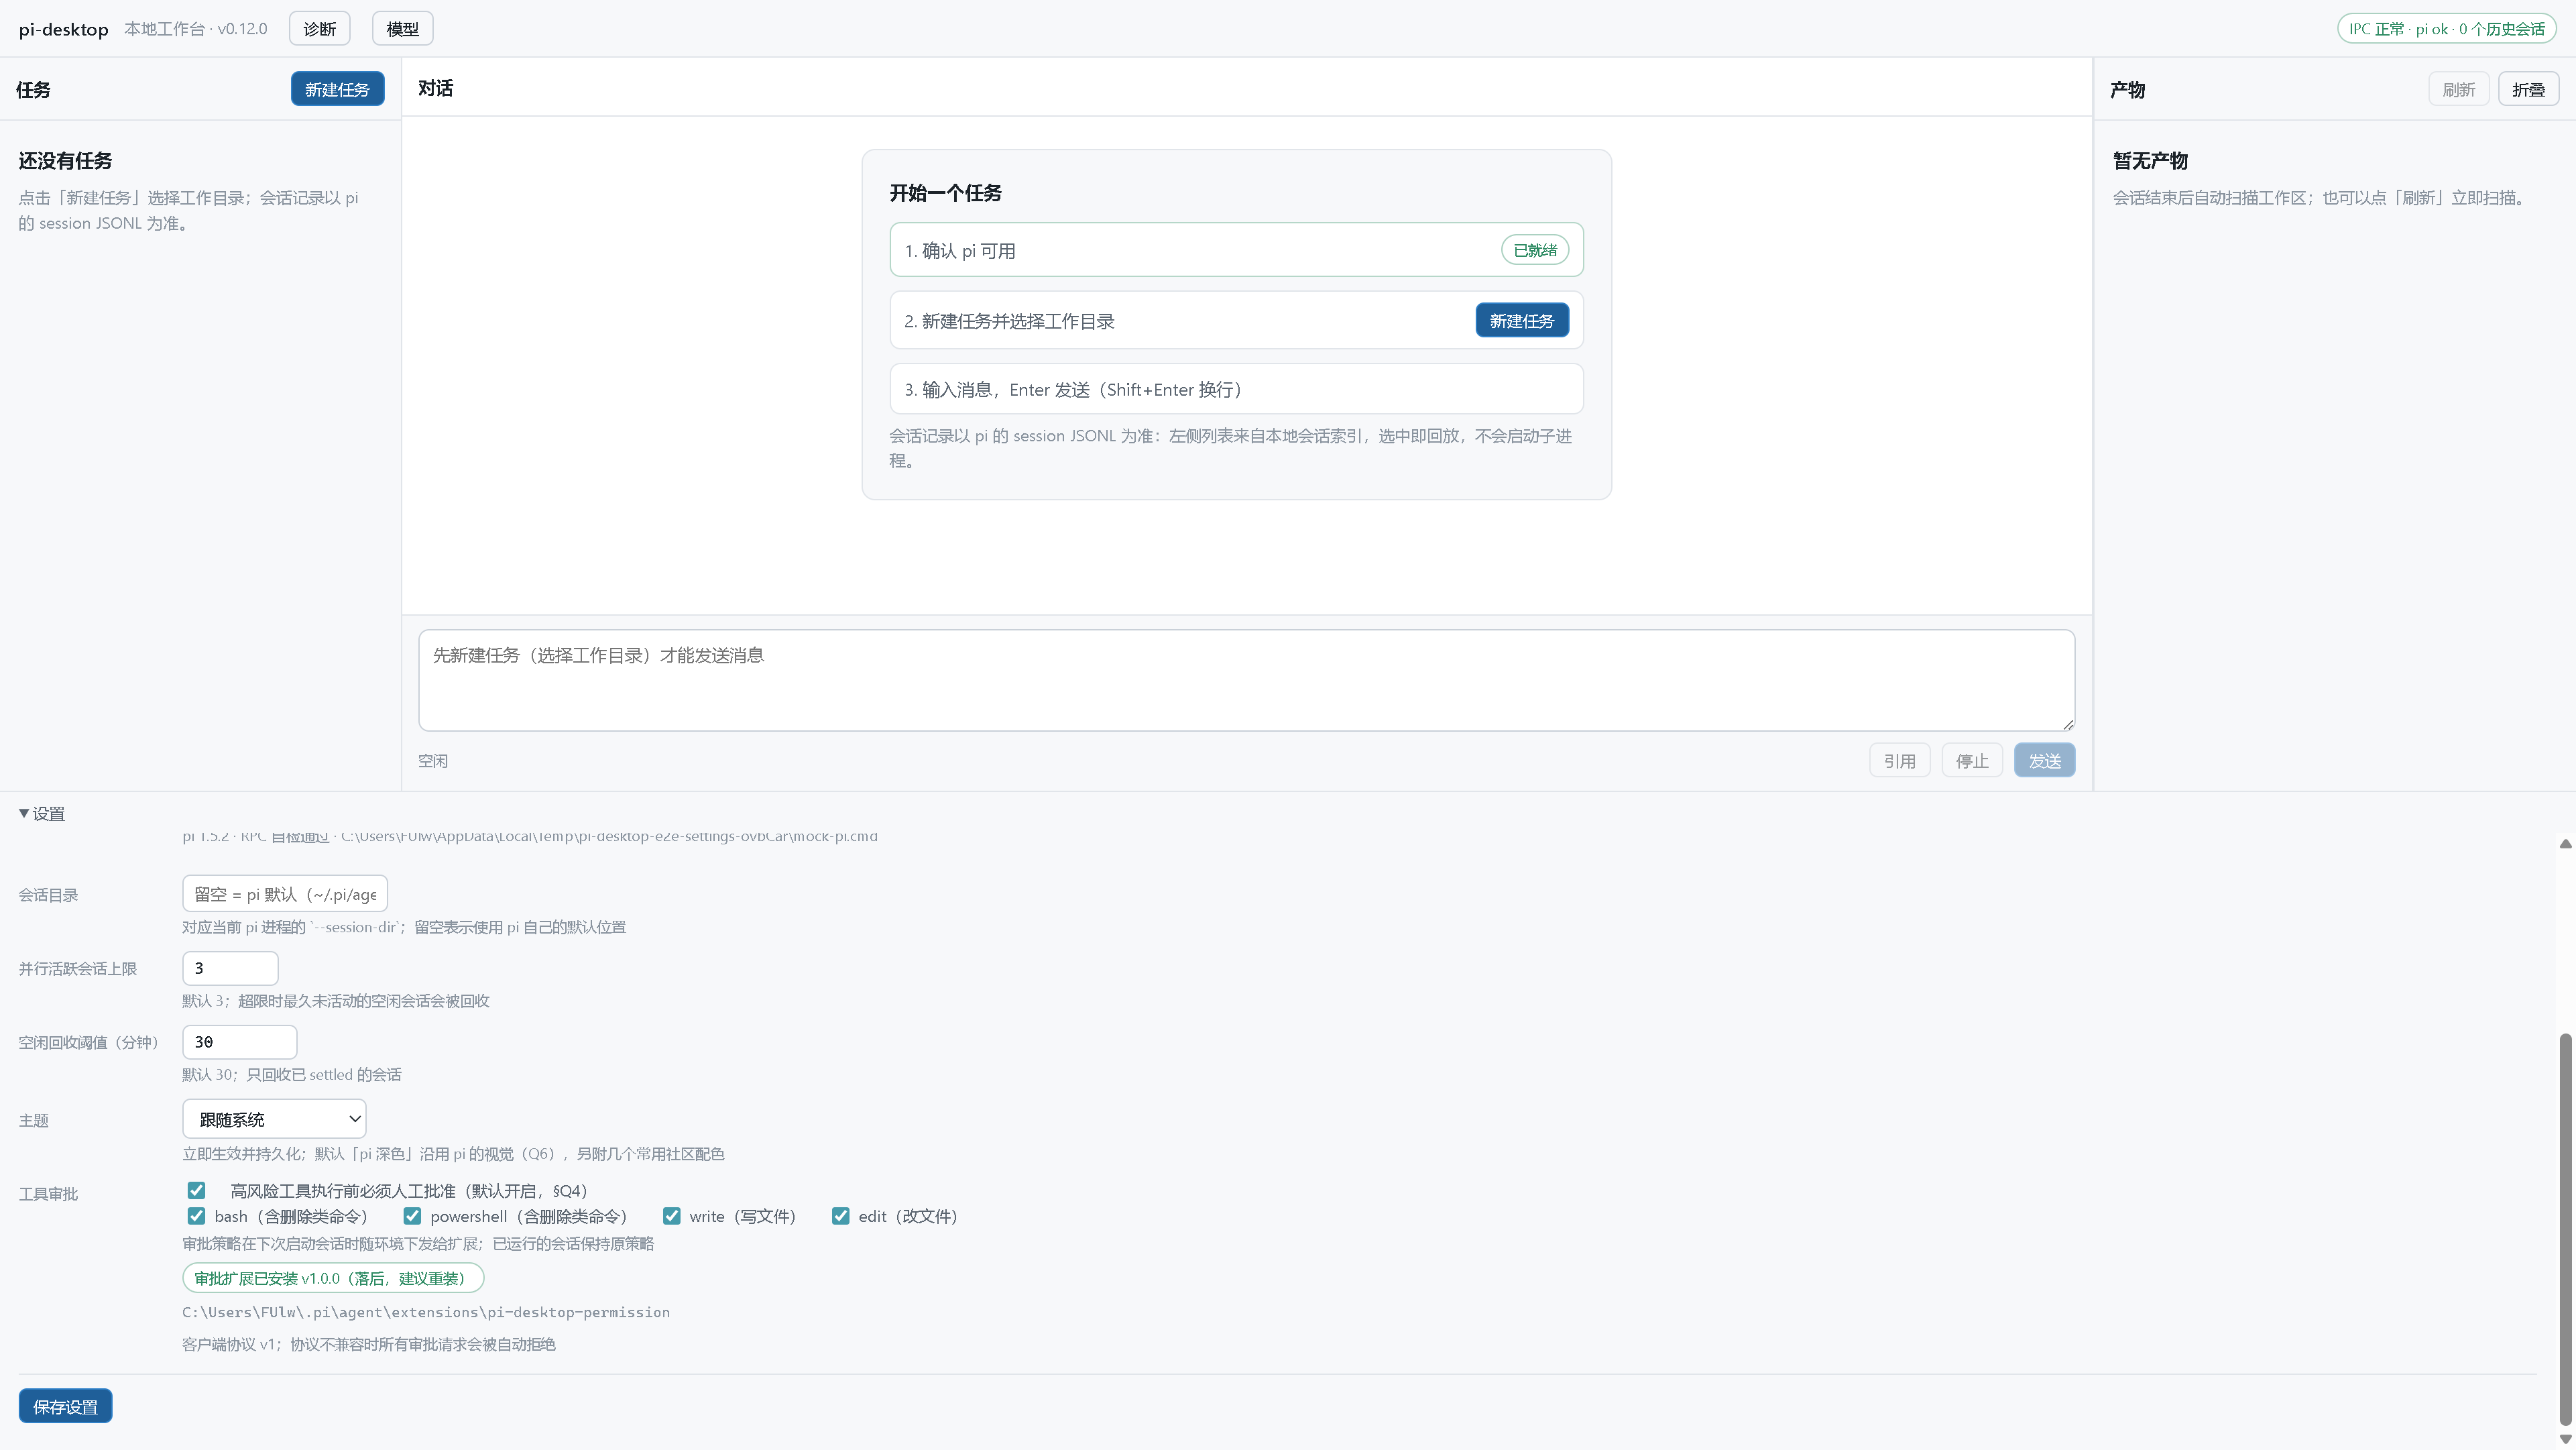 pi-desktop 本地工作台 · v0.12.0 诊断 模型 IPC 正常 · pi ok · 0 个历史会话
任务 新建任务
还没有任务
点击「新建任务」选择工作目录；会话记录以 pi
的 session JSONL 为准。
对话
开始一个任务
1. 确认 pi 可用 已就绪
2. 新建任务并选择工作目录 新建任务
3. 输入消息，Enter 发送（Shift+Enter 换行）
会话记录以 pi 的 session JSONL 为准：左侧列表来自本地会话索引，选中即回放，不会启动子进
程。
先新建任务（选择工作目录）才能发送消息
空闲 引用 停止 发送
产物 刷新 折叠
暂无产物
会话结束后自动扫描工作区；也可以点「刷新」立即扫描。
▼设置
pi 1.5.2 · RPC 自检通过 · C:\Users\FUlw\AppData\Local\Temp\pi-desktop-e2e-settings-ovbCar\mock-pi.cmd
会话目录 留空 = pi 默认（~/.pi/age
对应当前 pi 进程的 `--session-dir`；留空表示使用 pi 自己的默认位置
并行活跃会话上限 3
默认 3；超限时最久未活动的空闲会话会被回收
空闲回收阈值（分钟） 30
默认 30；只回收已 settled 的会话
主题 跟随系统
立即生效并持久化；默认「pi 深色」沿用 pi 的视觉（Q6），另附几个常用社区配色
工具审批 高风险工具执行前必须人工批准（默认开启，§Q4）
bash（含删除类命令） powershell（含删除类命令） write（写文件） edit（改文件）
审批策略在下次启动会话时随环境下发给扩展；已运行的会话保持原策略
审批扩展已安装 v1.0.0（落后，建议重装）
C:\Users\FUlw\.pi\agent\extensions\pi-desktop-permission
客户端协议 v1；协议不兼容时所有审批请求会被自动拒绝
保存设置